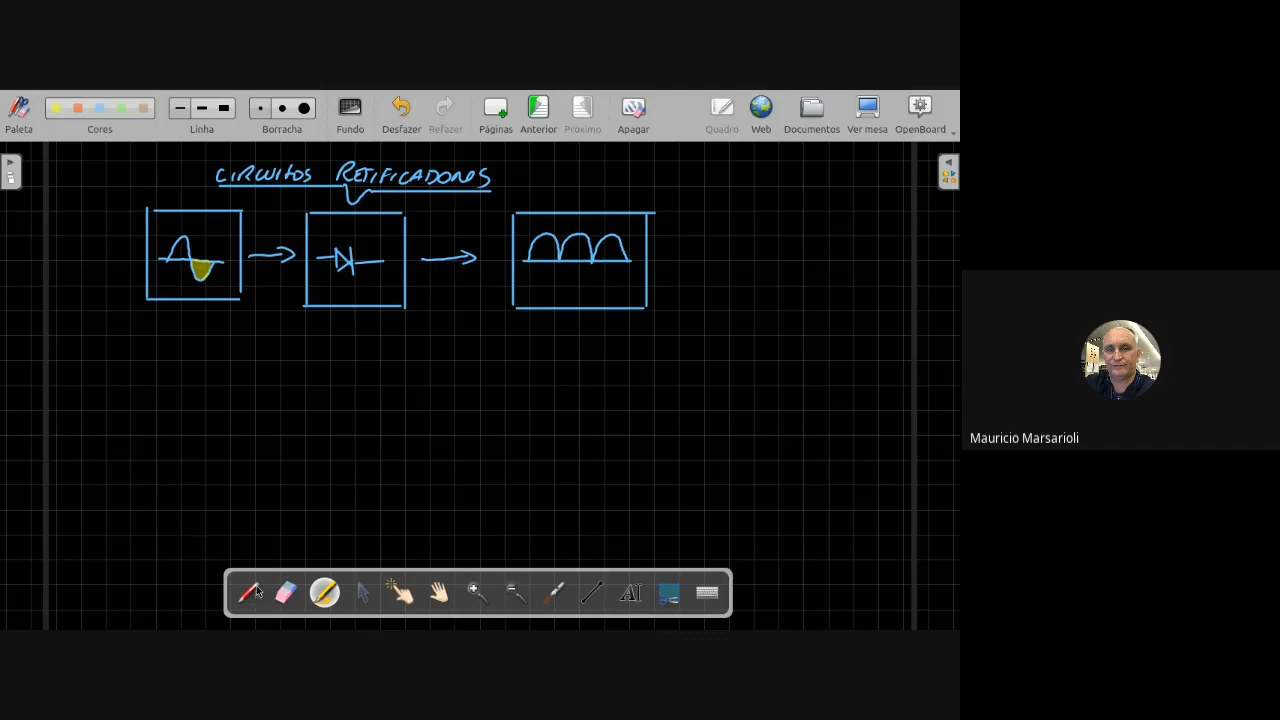 Paleta Cores Linha Borracha Fundo Desfazer Refazer Páginas Anterior Próximo Apagar Quadro Web Documentos Ver mesa OpenBoard
CIRCUITOS RETIFICADORES
AI
Mauricio Marsarioli